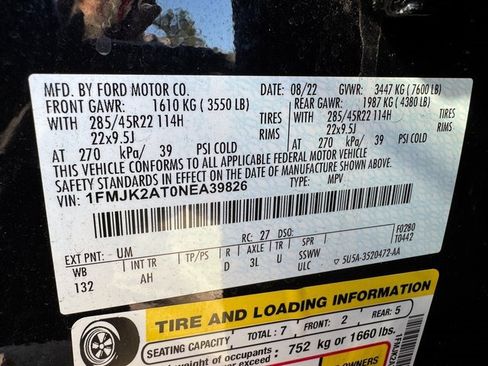 MFD. BY FORD MOTOR CO.
08/22 GVWR: 3447 KG ( 7600 LB)
FRONT GAWR: 1610 KG ( 3550 LB) REAR GAWR: 1987 KG ( 4380 LB)
WITH 285/45R22 114H TIRES WITH 285/45R22 114H TIRES
22x9.5J RIMS 22x9.5J RIMS
AT 270 kPa/ 39 PSI COLD AT 270 kPa/ 39 PSI COLD
THIS VEHICLE CONFORMS TO ALL APPLICABLE FEDERAL MOTOR VEHICLE
SAFETY STANDARDS IN EFFECT ON THE DATE OF MANUFACTURE SHOWN ABOVE.
VIN: 1FMJK2AT0NEA39826
TYPE: MPV
F0280
T0442
EXT PNT: UM RC: 27 DSO:
WB INT TR TP/PS R AXLE TR SPR
132 AH D 3L U SSWW
ULC ▽ 5U5A-3520472-AA
TIRE AND LOADING INFORMATION
SEATING CAPACITY TOTAL: 7 FRONT: 2 REAR: 5
weight of occupants 752 kg or 1660 lbs.
OWNERS